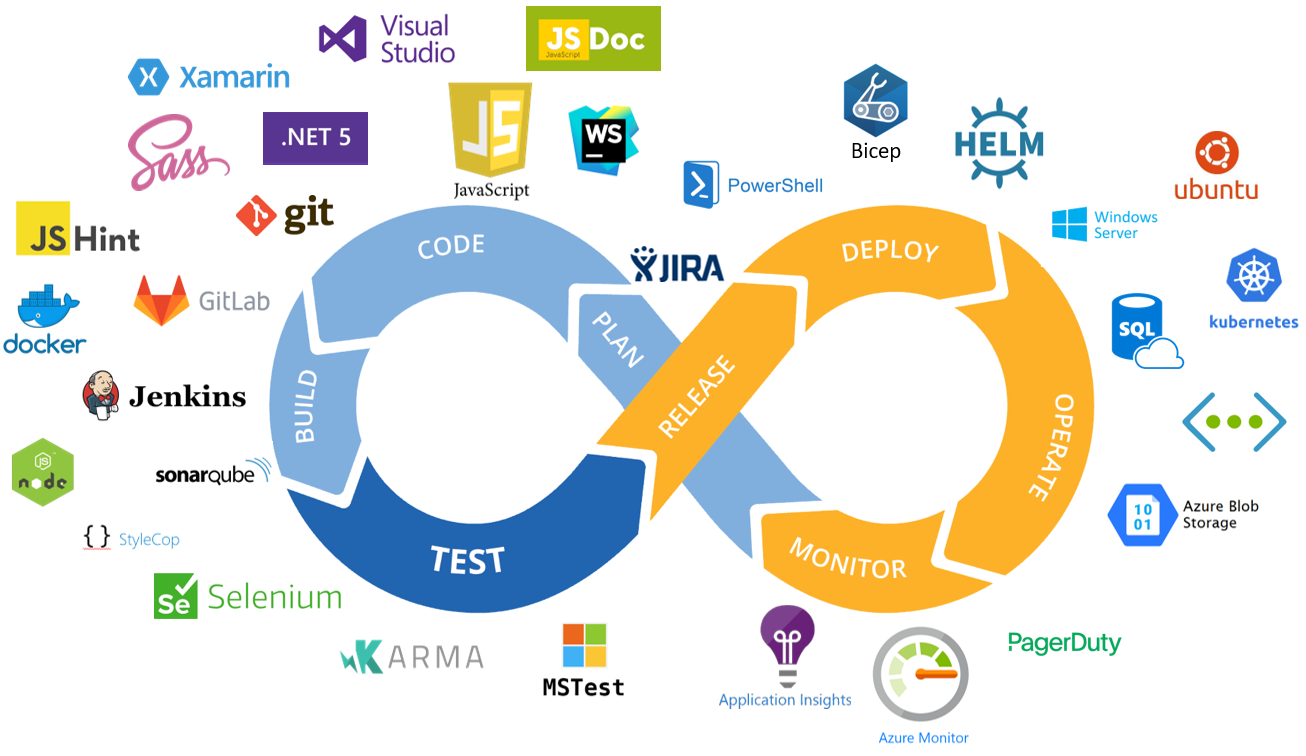 Visual
Studio
JS
JavaScript
Doc
Xamarin
Sass
.NET 5
JS
JavaScript
WS
Bicep
HELM
PowerShell
ubuntu
Windows
Server
JS Hint
git
CODE
JIRA
DEPLOY
GitLab
docker
PLAN
kubernetes
SQL
Jenkins
BUILD
RELEASE
OPERATE
JS
node
sonarqube
Azure Blob
Storage
10
01
{ } StyleCop
TEST
MONITOR
Se Selenium
KARMA
MSTest
Application Insights
Azure Monitor
PagerDuty